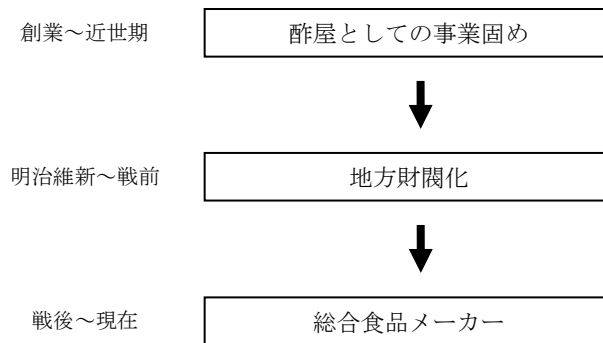 創業～近世期
酢屋としての事業固め
明治維新～戦前
地方財閥化
戦後～現在
総合食品メーカー